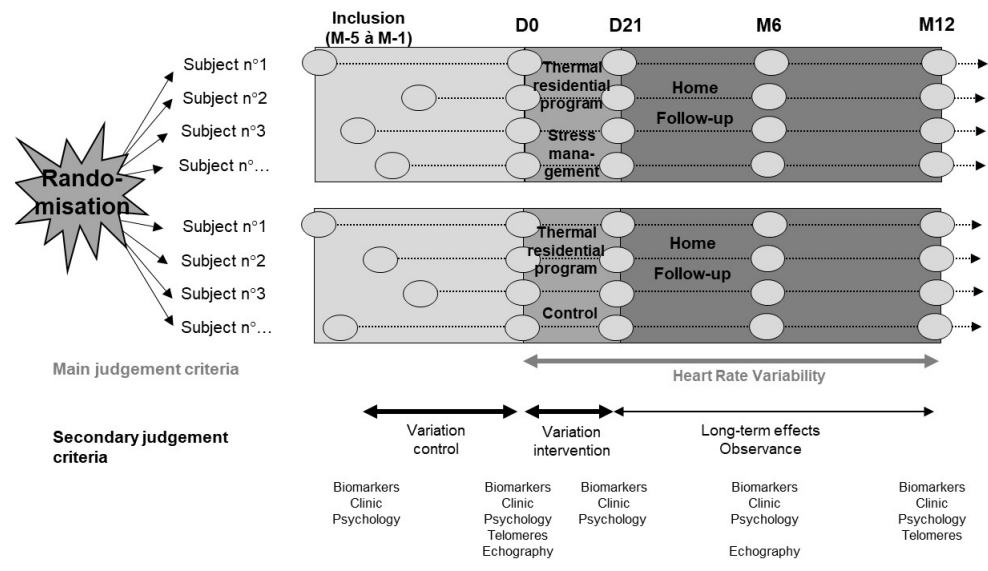 Inclusion
(M-5 à M-1)
D0
D21
M6
M12
Subject n°1
Subject n°2
Subject n°3
Subject n°…
Rando-
misation
Subject n°1
Subject n°2
Subject n°3
Subject n°…
Thermal
residential
program
Stress
mana-
gement
Home
Follow-up
Thermal
residential
program
Control
Home
Follow-up
Main judgement criteria
Heart Rate Variability
Secondary judgement
criteria
Variation
control
Variation
intervention
Long-term effects
Observance
Biomarkers
Clinic
Psychology
Biomarkers
Clinic
Psychology
Telomeres
Echography
Biomarkers
Clinic
Psychology
Biomarkers
Clinic
Psychology
Echography
Biomarkers
Clinic
Psychology
Telomeres